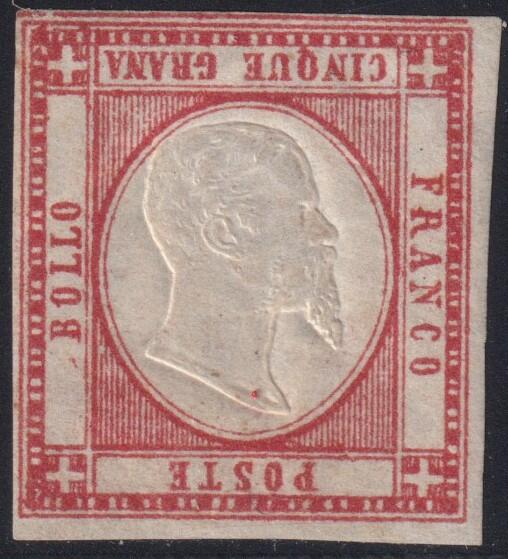 CINQUE GRANA
FRANCO
POSTE
BOLLO